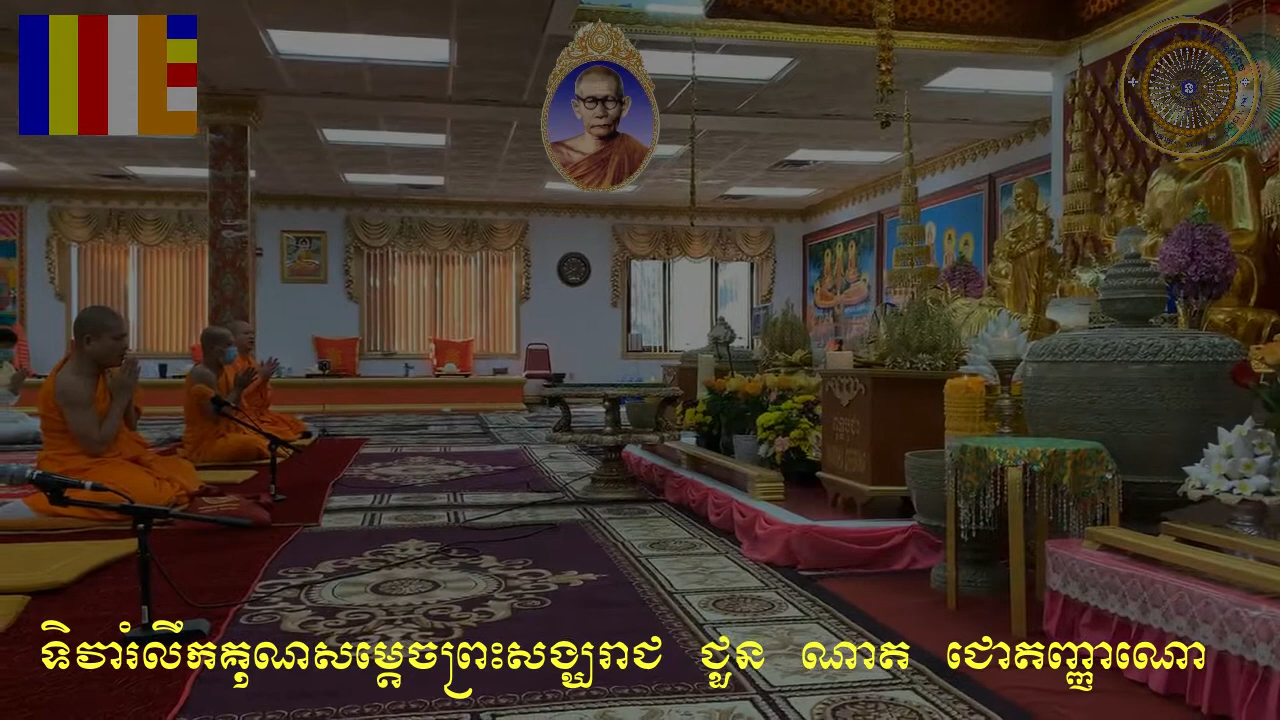 ទិវារំលឹកគុណសម្តេចព្រះសង្ឃរាជ ជួន ណាត ជោតញ្ញាណោ